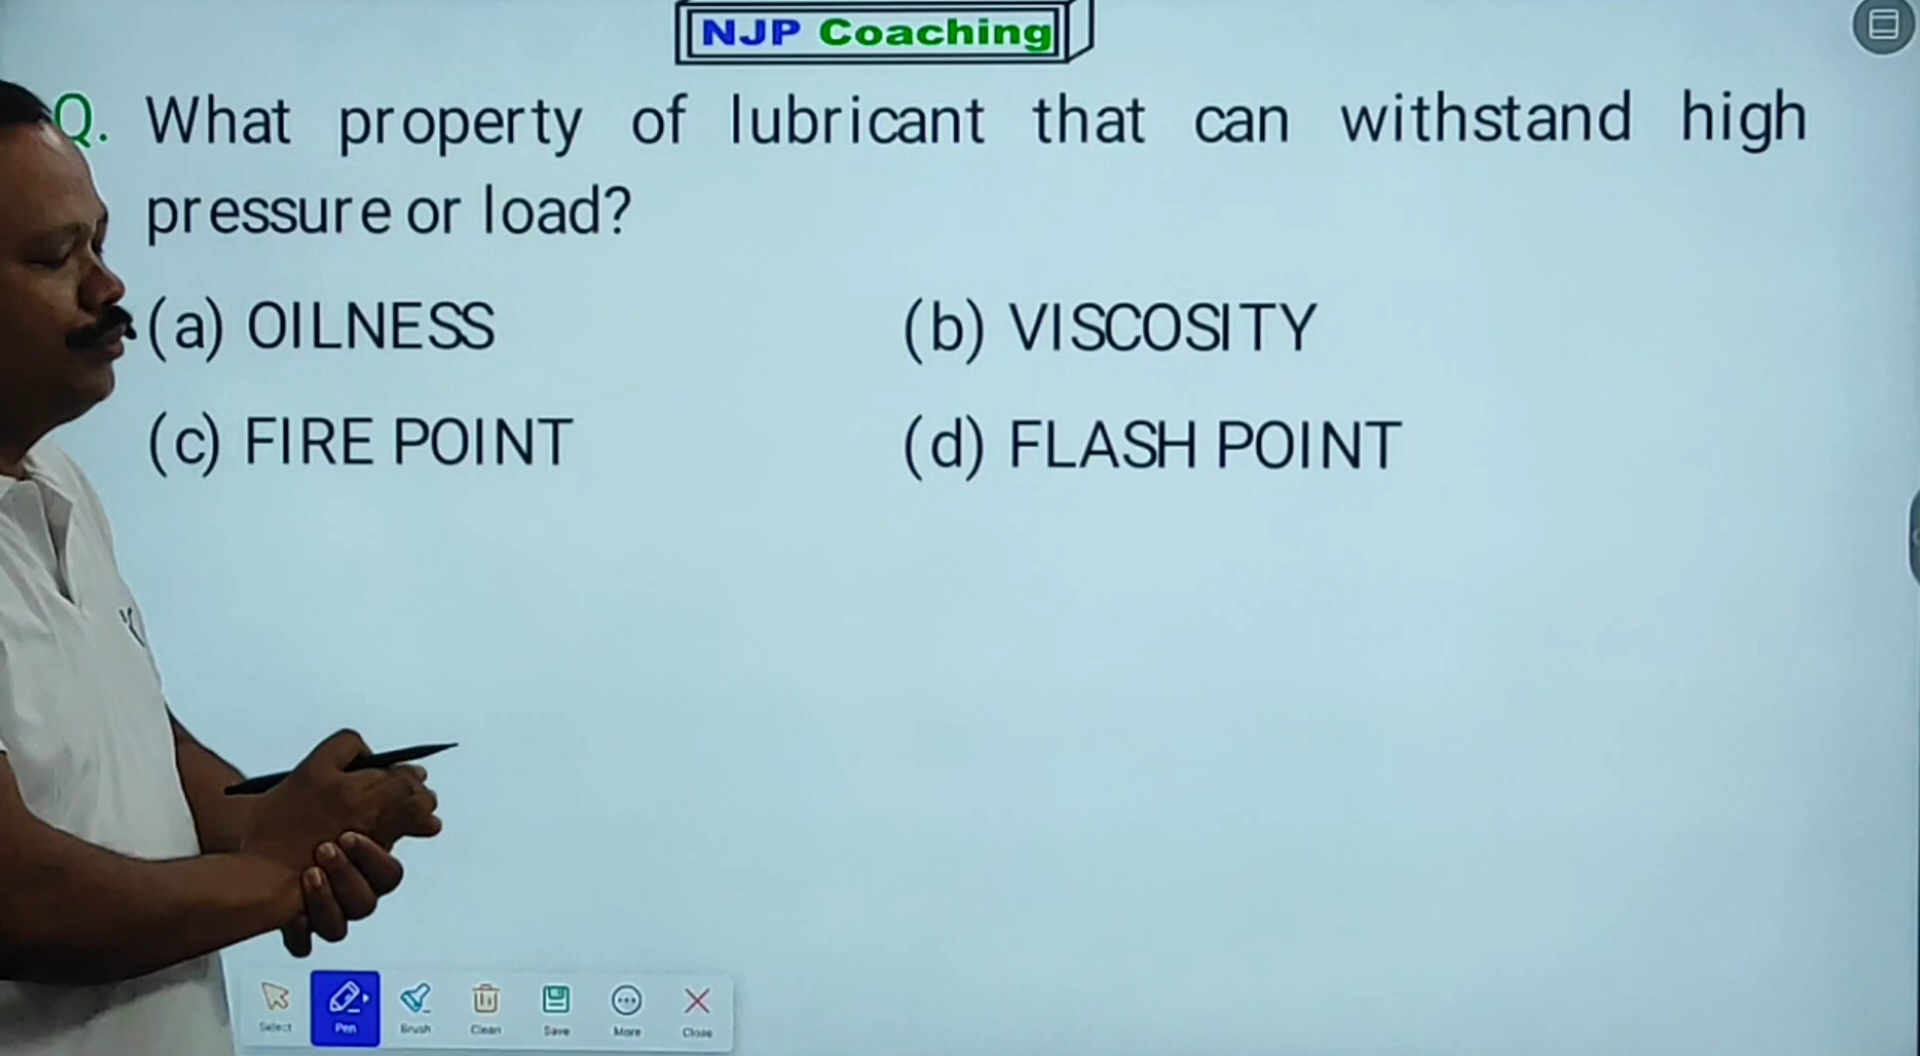 NJP Coaching
Q. What property of lubricant that can withstand high
pressure or load?
(a) OILNESS (b) VISCOSITY
(c) FIRE POINT (d) FLASH POINT
Select Pen Brush Clean Save More Close